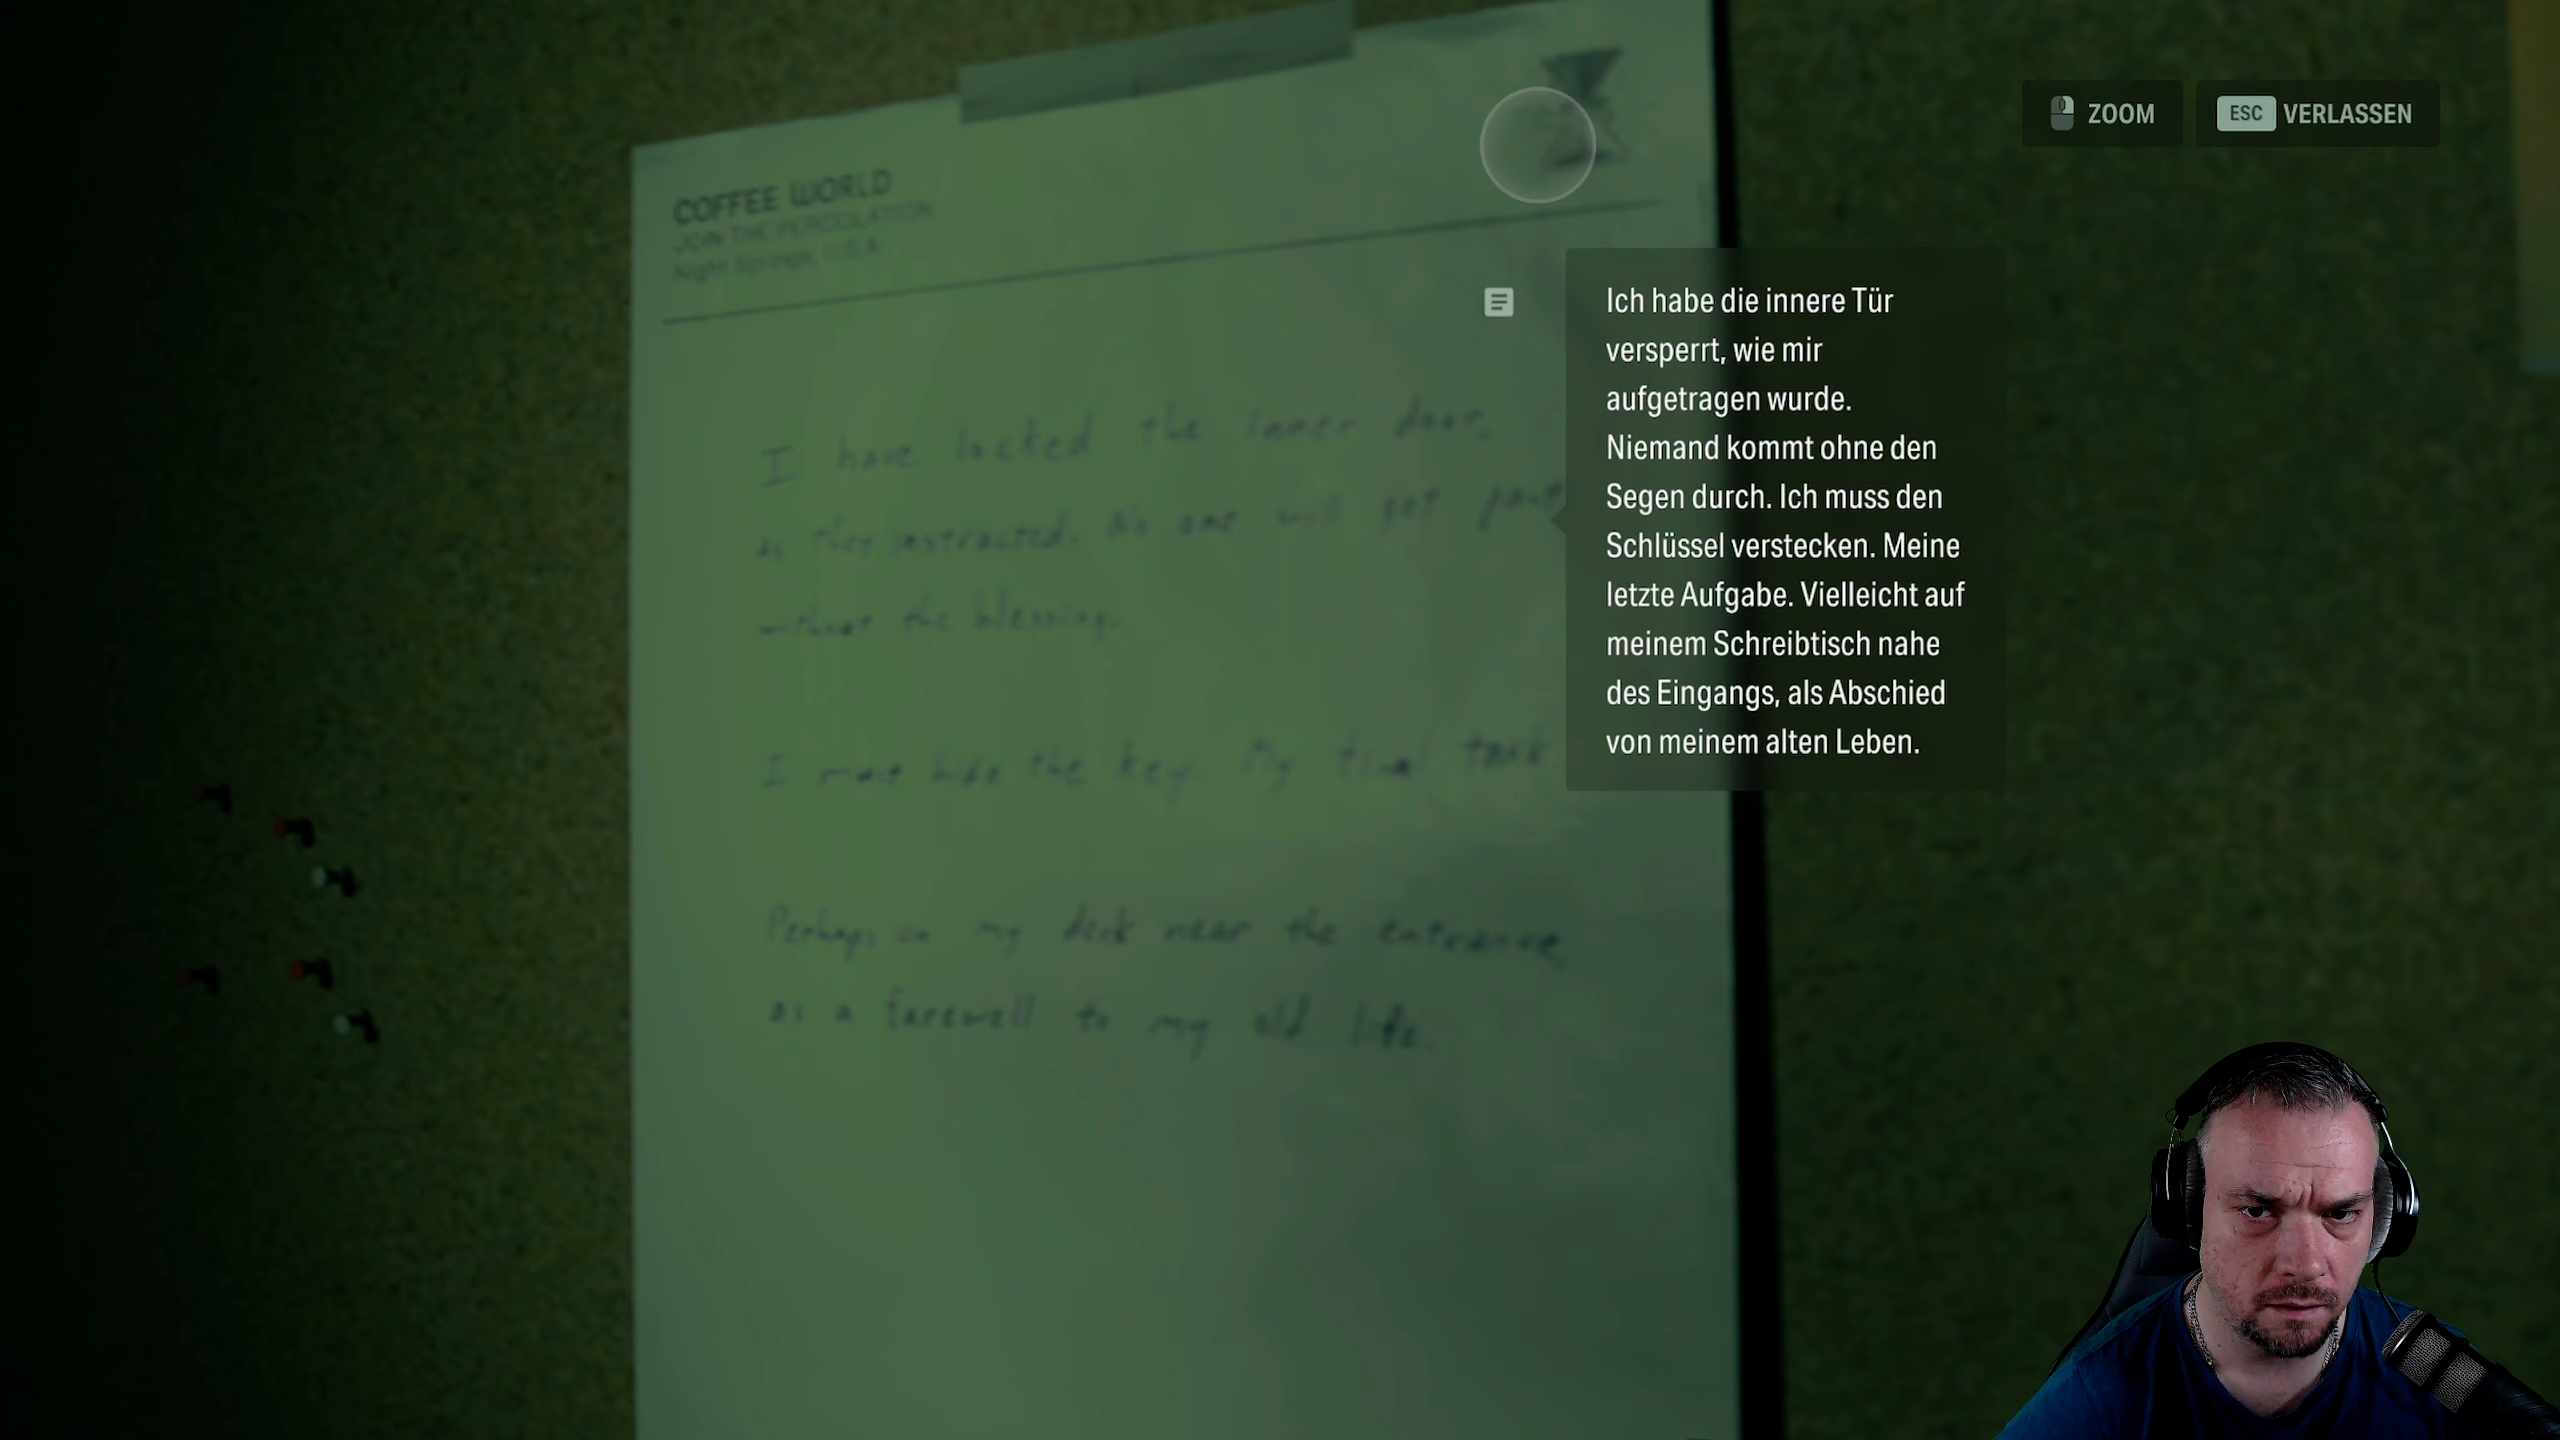 COFFEE WORLD
JOIN THE PERCOLATION
Night Springs, U.S.A.
I have locked the inner door,
as they instructed. No one will get past
without the blessing.
I must hide the key. My final task.
Perhaps on my desk near the entrance,
as a farewell to my old life.
ZOOM
ESC VERLASSEN
Ich habe die innere Tür
versperrt, wie mir
aufgetragen wurde.
Niemand kommt ohne den
Segen durch. Ich muss den
Schlüssel verstecken. Meine
letzte Aufgabe. Vielleicht auf
meinem Schreibtisch nahe
des Eingangs, als Abschied
von meinem alten Leben.